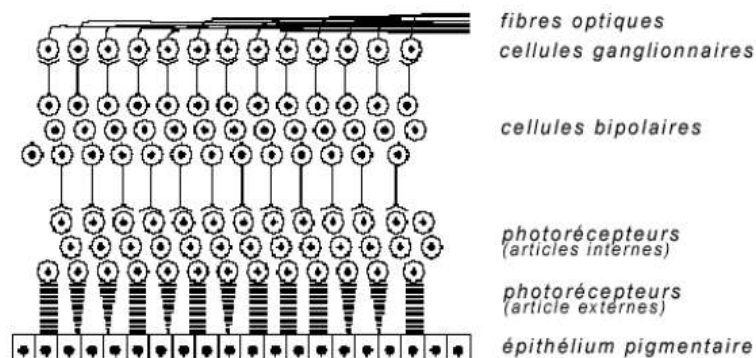 fibres optiques
cellules ganglionnaires
cellules bipolaires
photorécepteurs
(articles internes)
photorécepteurs
(article externes)
épithélium pigmentaire